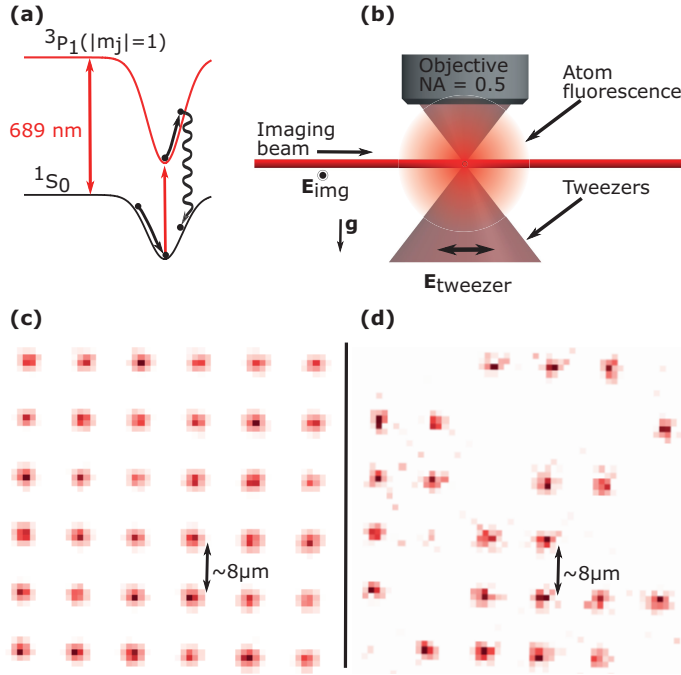 (a)
³P₁(|mⱼ|=1)
689 nm
¹S₀
(b)
Objective
NA = 0.5
Atom
fluorescence
Imaging
beam
E_img
g
Tweezers
E_tweezer
(c)
~8µm
(d)
~8µm